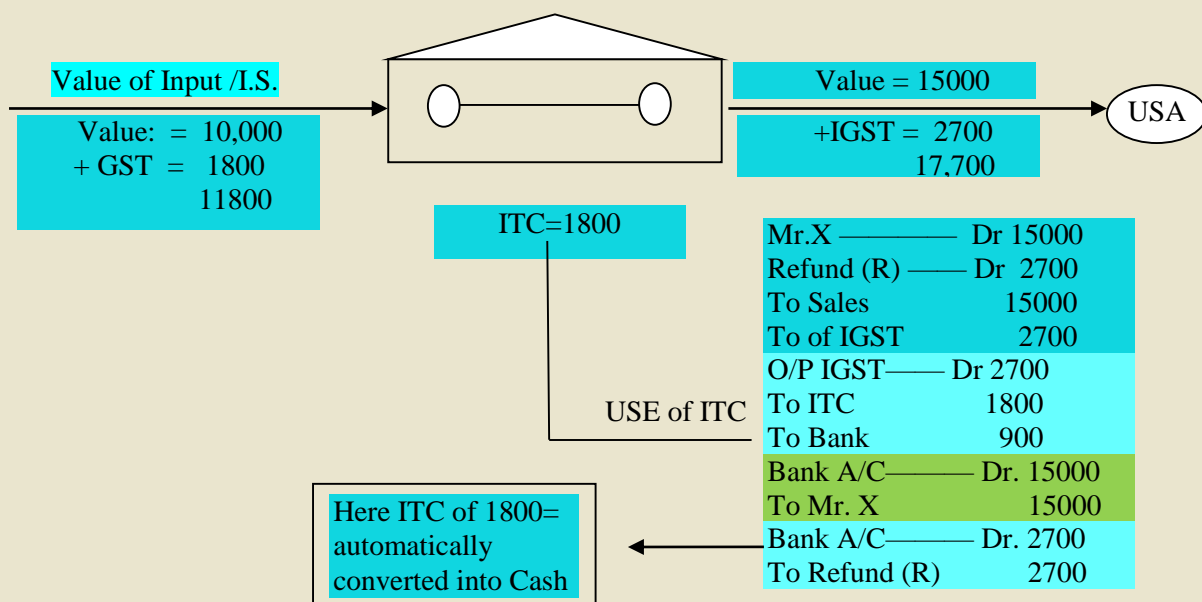 Value of Input /I.S.
Value: = 10,000
+ GST = 1800
11800
Value = 15000
+IGST = 2700
17,700
USA
ITC=1800
Mr.X ———— Dr 15000
Refund (R) —— Dr 2700
To Sales 15000
To of IGST 2700
O/P IGST—— Dr 2700
To ITC 1800
To Bank 900
USE of ITC
Bank A/C——— Dr. 15000
To Mr. X 15000
Bank A/C——— Dr. 2700
To Refund (R) 2700
Here ITC of 1800=
automatically
converted into Cash